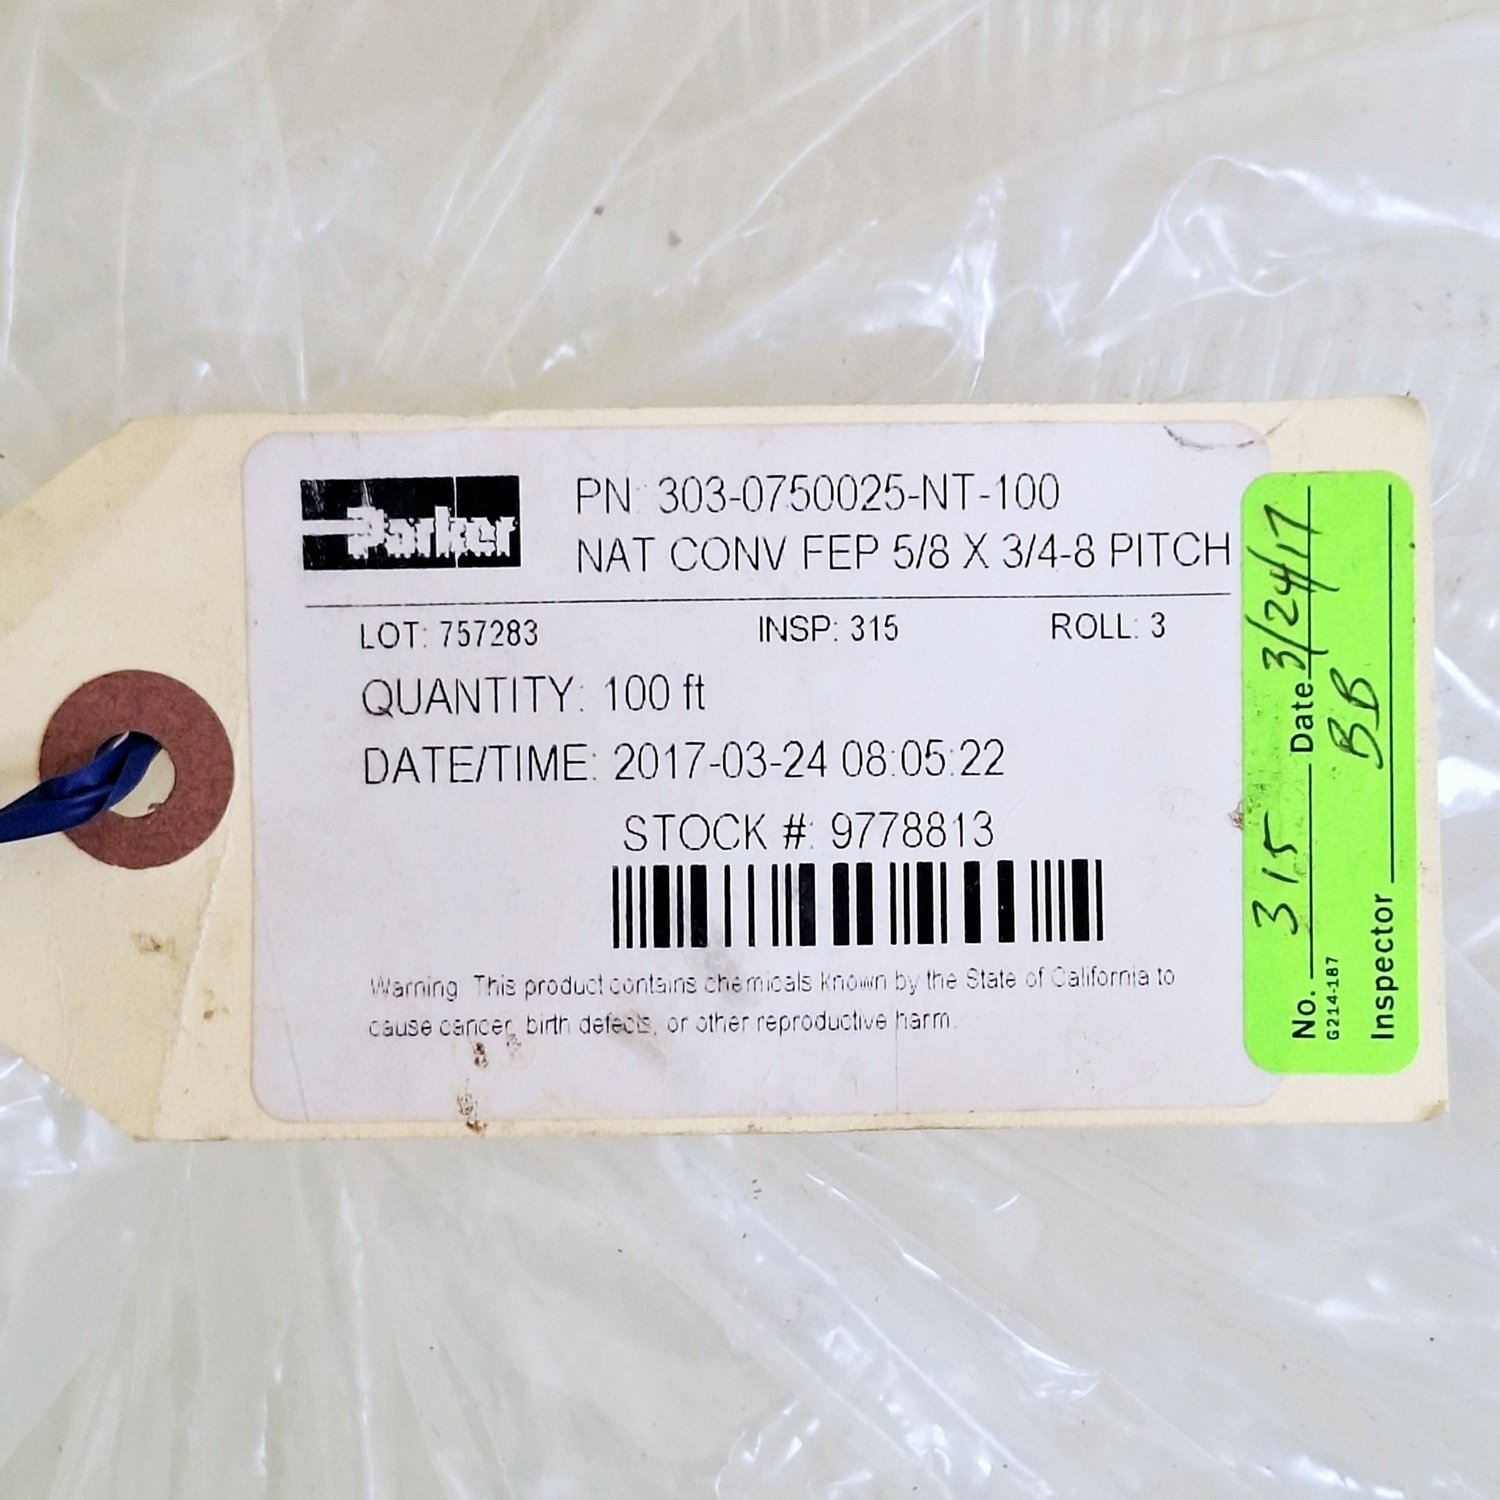 Parker
PN: 303-0750025-NT-100
NAT CONV FEP 5/8 X 3/4-8 PITCH
LOT: 757283 INSP: 315 ROLL: 3
QUANTITY: 100 ft
DATE/TIME: 2017-03-24 08:05:22
STOCK #: 9778813
Warning: This product contains chemicals known by the State of California to
cause cancer, birth defects, or other reproductive harm.
No. 315 Date 3/24/17
G214-187
Inspector BB